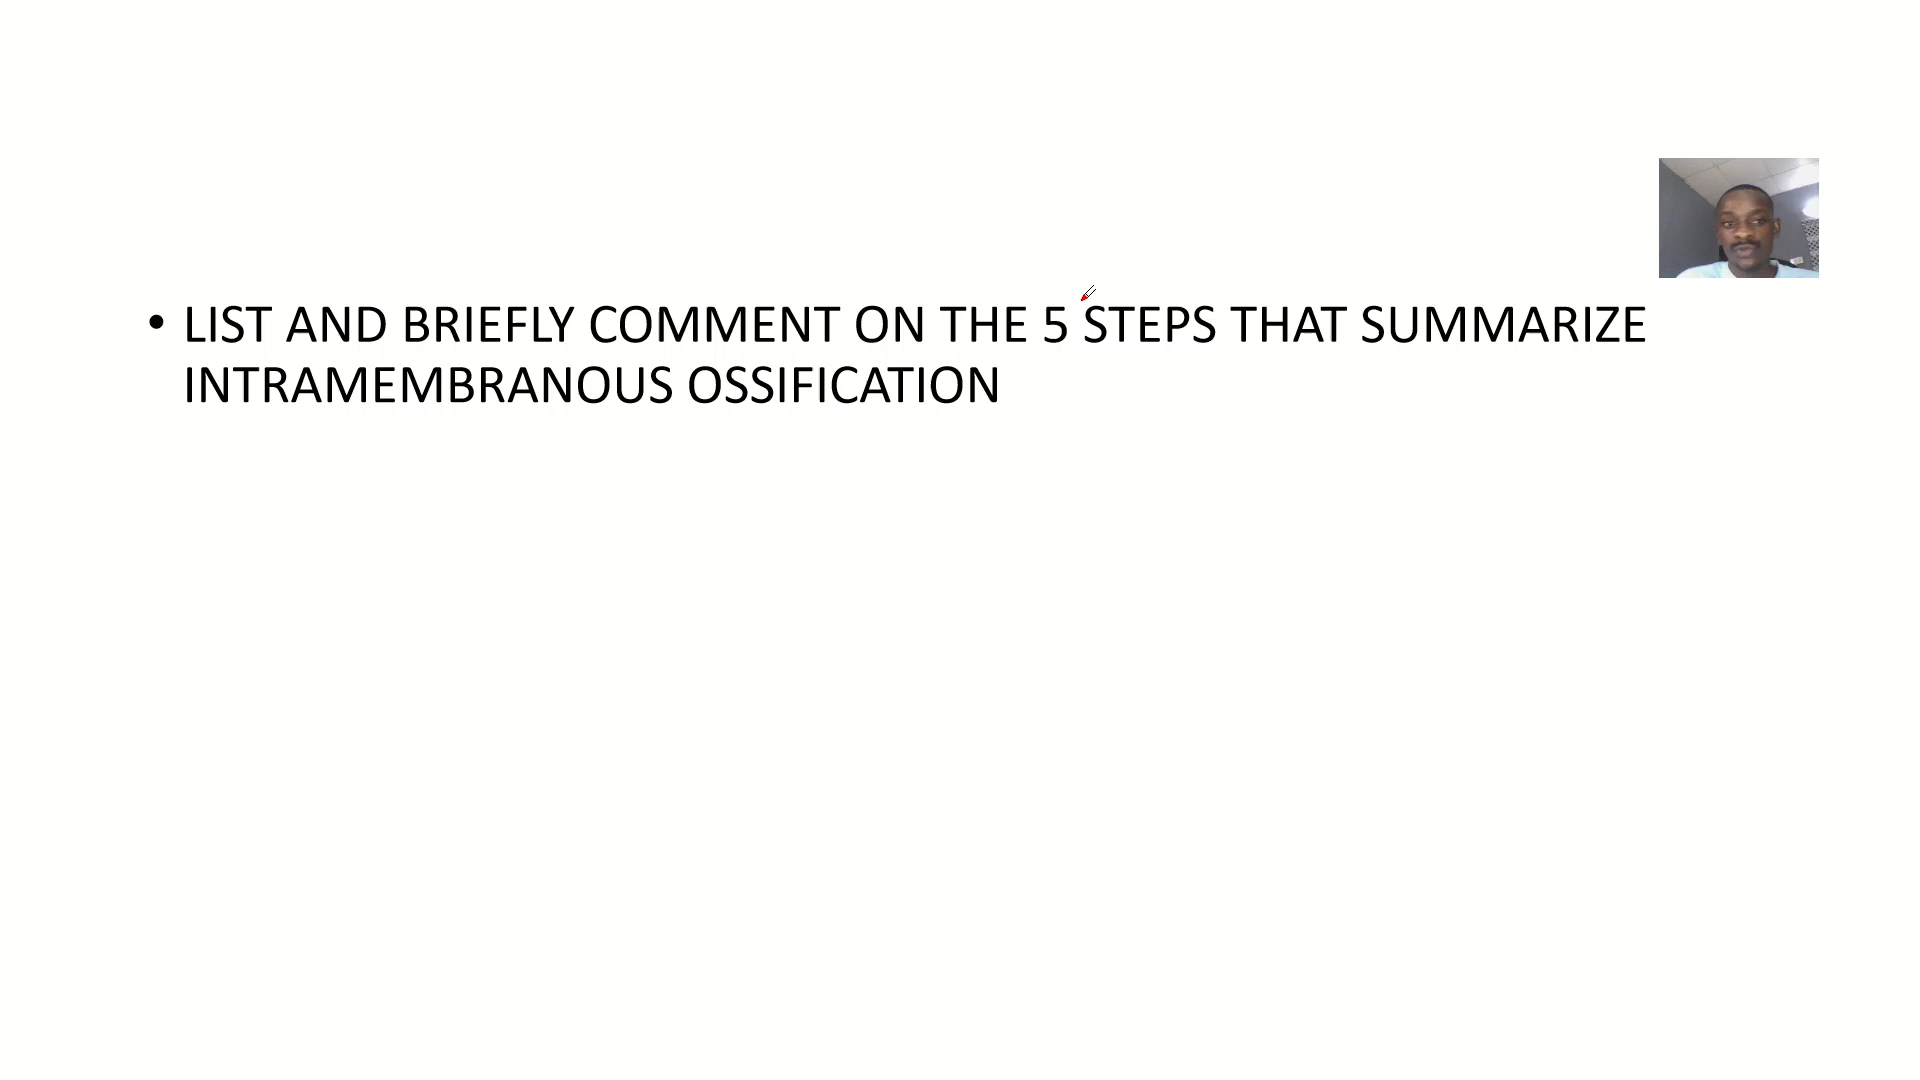 • LIST AND BRIEFLY COMMENT ON THE 5 STEPS THAT SUMMARIZE
INTRAMEMBRANOUS OSSIFICATION